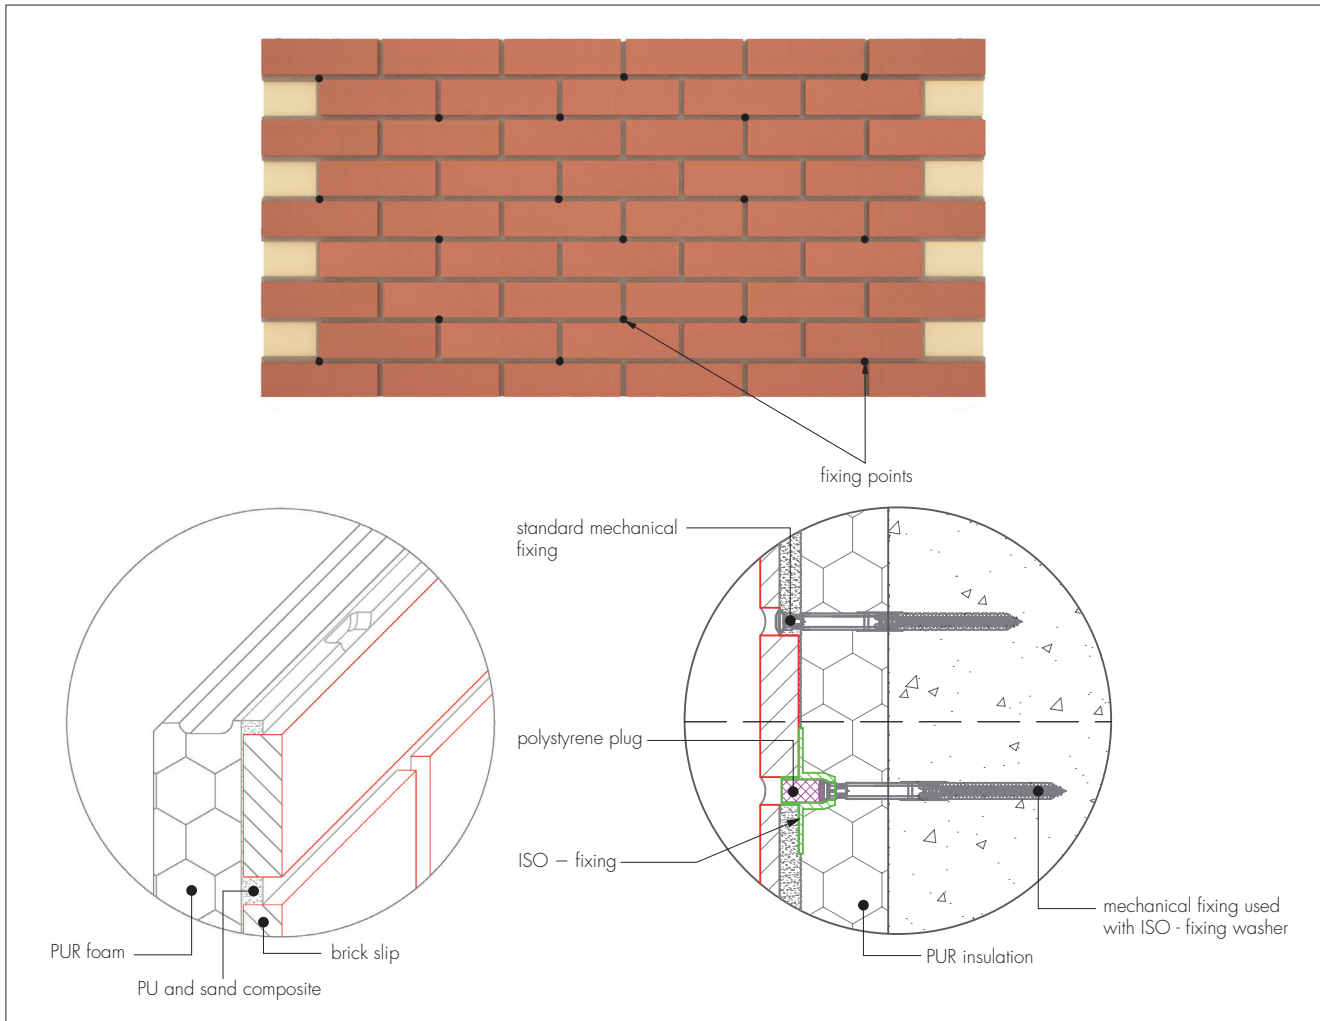 fixing points
standard mechanical
fixing
polystyrene plug
ISO – fixing
mechanical fixing used
with ISO - fixing washer
PUR insulation
PUR foam
brick slip
PU and sand composite